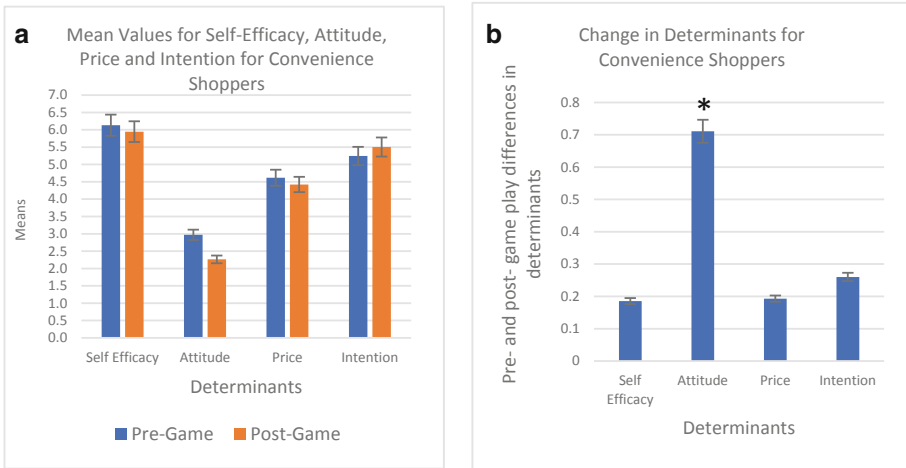 a
Mean Values for Self-Efficacy, Attitude,
Price and Intention for Convenience
Shoppers
7.0
6.5
6.0
5.5
5.0
4.5
4.0
3.5
3.0
2.5
2.0
1.5
1.0
0.5
0.0
Means
Self Efficacy Attitude Price Intention
Determinants
Pre-Game Post-Game
b
Change in Determinants for
Convenience Shoppers
Pre- and post- game play differences in
determinants
0.8
0.7
0.6
0.5
0.4
0.3
0.2
0.1
0
*
Self
Efficacy
Attitude Price Intention
Determinants